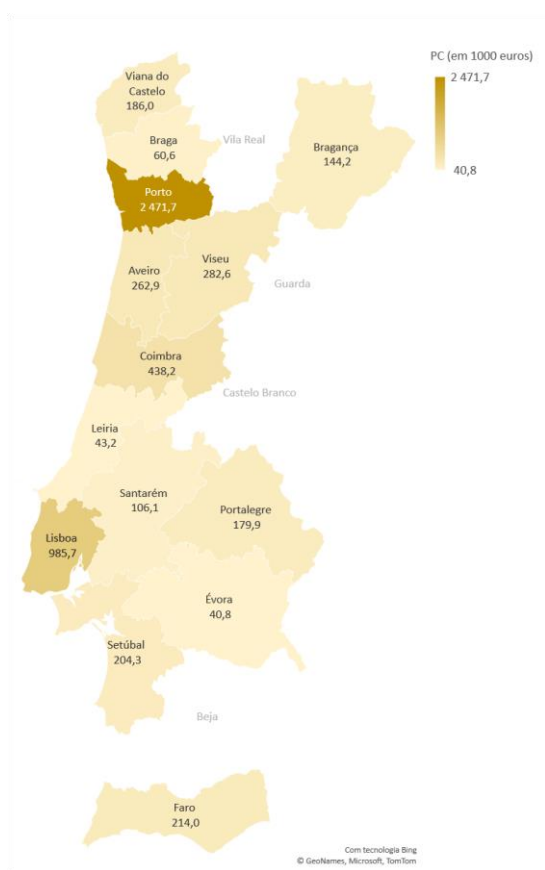 PC (em 1000 euros)
2 471,7
40,8
Viana do
Castelo
186,0
Braga
60,6
Vila Real
Bragança
144,2
Porto
2 471,7
Aveiro
262,9
Viseu
282,6
Guarda
Coimbra
438,2
Castelo Branco
Leiria
43,2
Santarém
106,1
Portalegre
179,9
Lisboa
985,7
Évora
40,8
Setúbal
204,3
Beja
Faro
214,0
Com tecnologia Bing
© GeoNames, Microsoft, TomTom